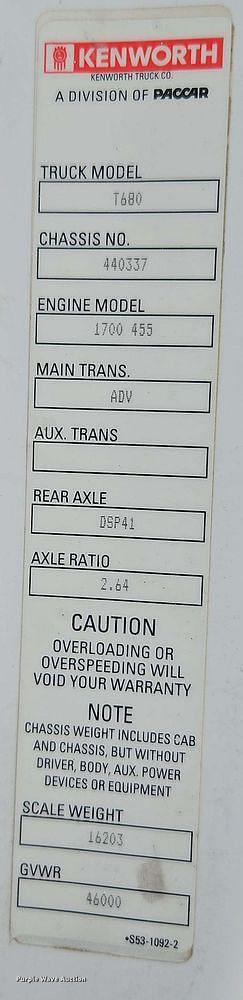 KENWORTH
KENWORTH TRUCK CO.
A DIVISION OF PACCAR
TRUCK MODEL
T680
CHASSIS NO.
440337
ENGINE MODEL
1700 455
MAIN TRANS.
ADV
AUX. TRANS
REAR AXLE
DSP41
AXLE RATIO
2.64
CAUTION
OVERLOADING OR
OVERSPEEDING WILL
VOID YOUR WARRANTY
NOTE
CHASSIS WEIGHT INCLUDES CAB
AND CHASSIS, BUT WITHOUT
DRIVER, BODY, AUX. POWER
DEVICES OR EQUIPMENT
SCALE WEIGHT
16203
GVWR
46000
•S53-1092-2
Purple Wave Auction